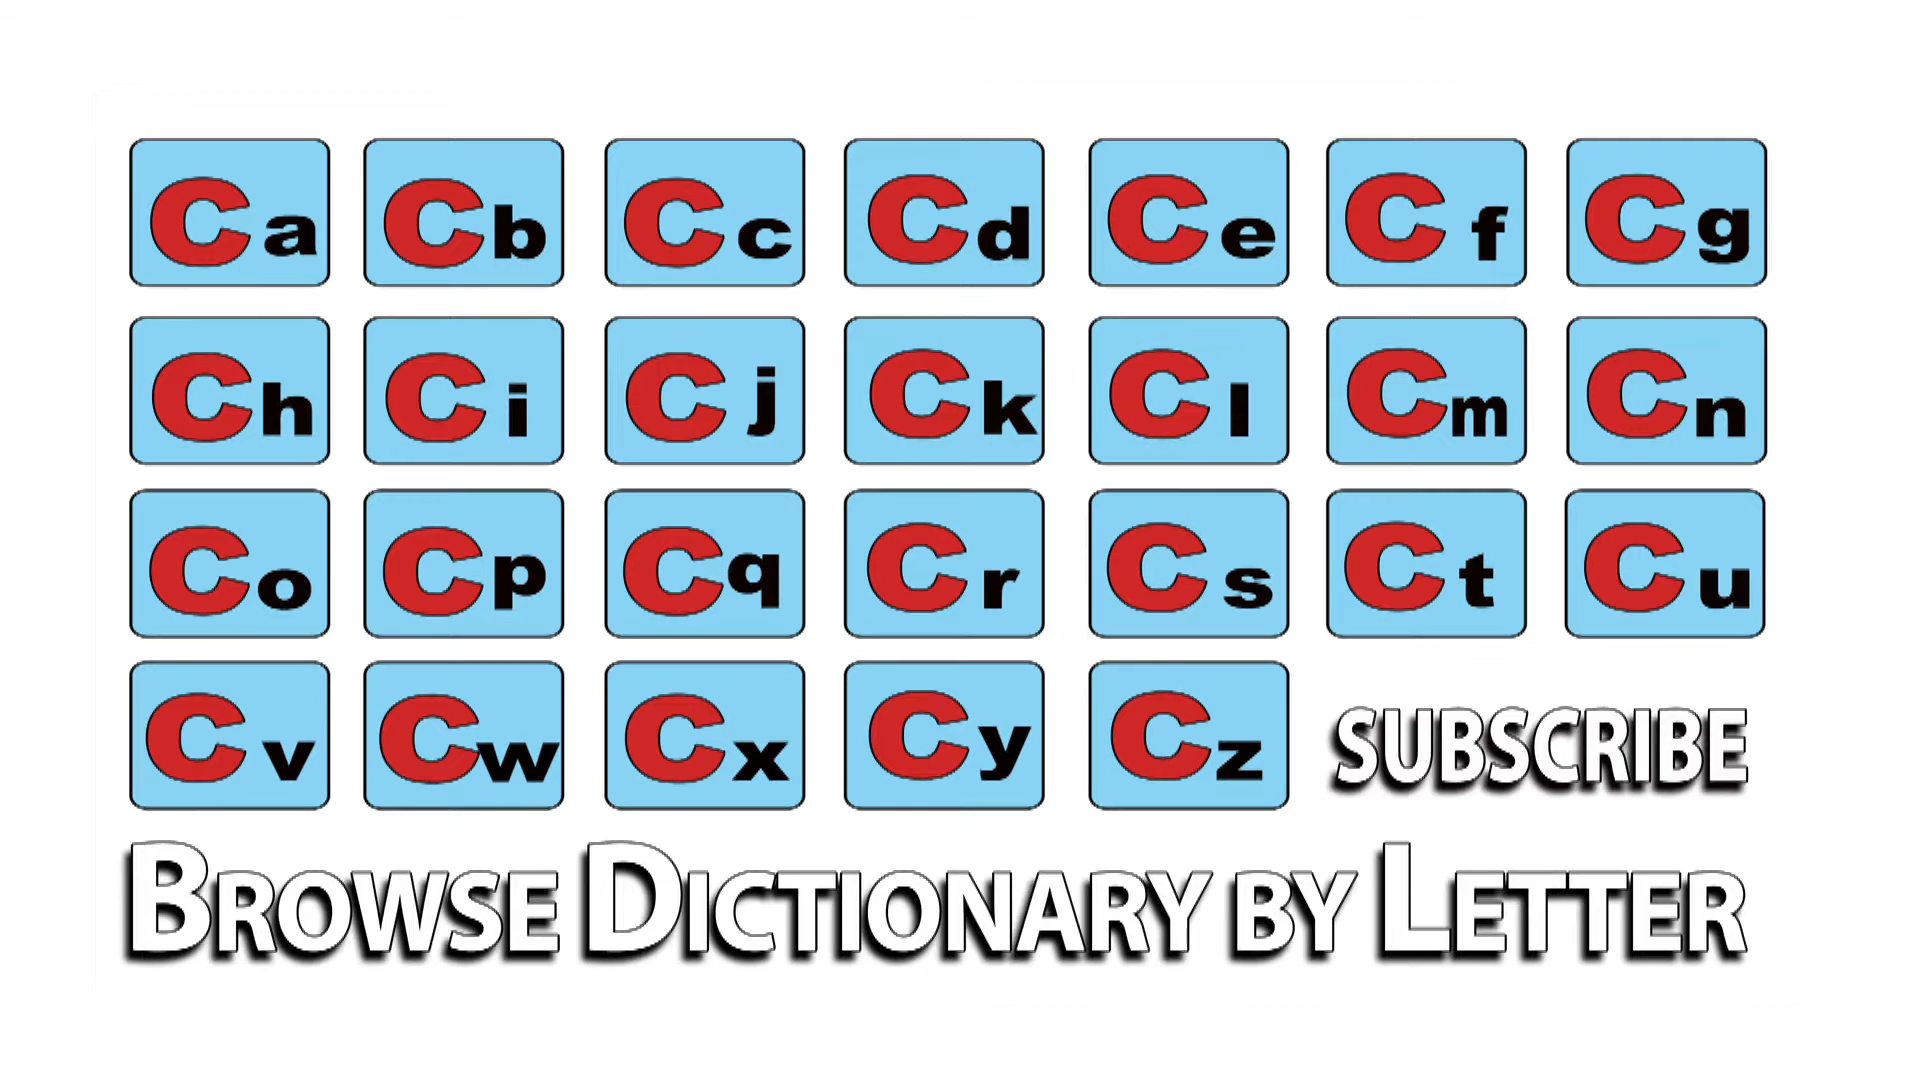 Ca Cb Cc Cd Ce Cf Cg
Ch Ci Cj Ck Cl Cm Cn
Co Cp Cq Cr Cs Ct Cu
Cv Cw Cx Cy Cz SUBSCRIBE
BROWSE DICTIONARY BY LETTER